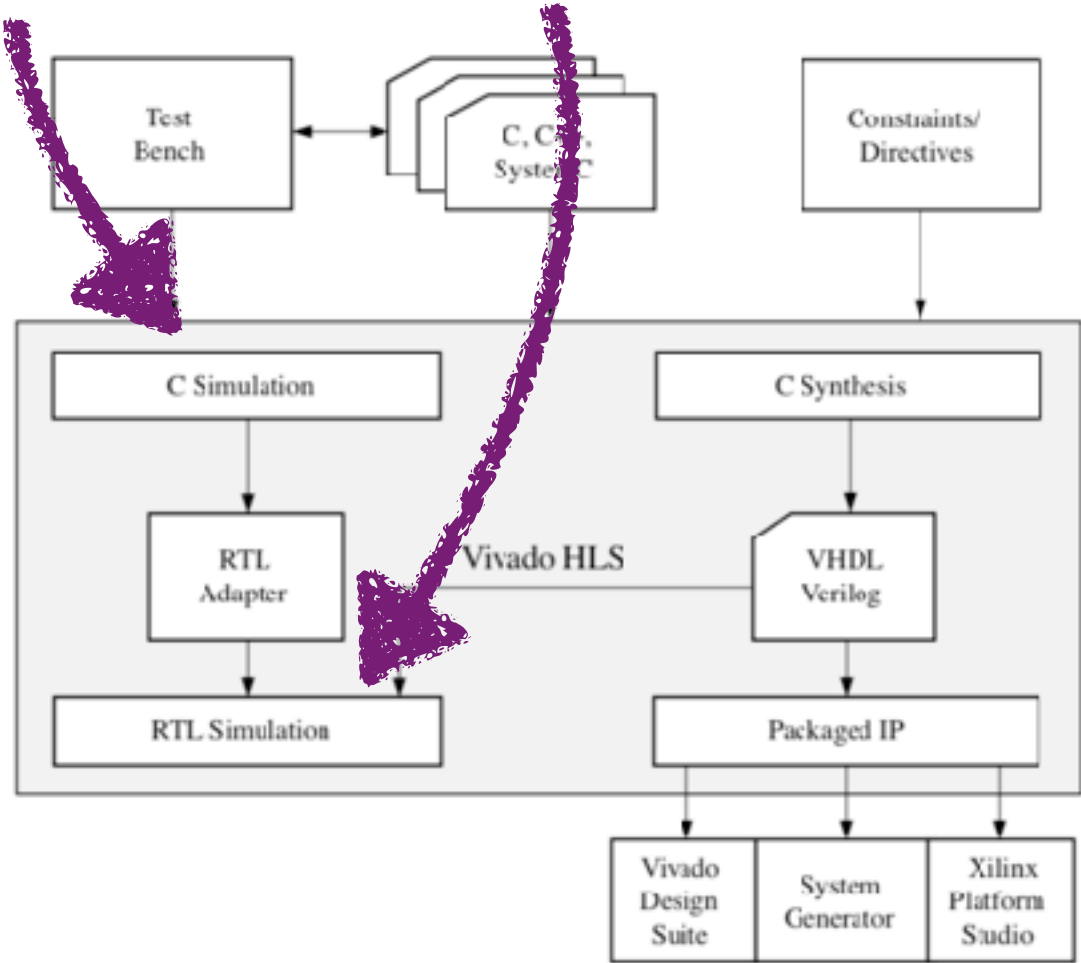 Test
Bench
C, C++,
SystemC
Constraints/
Directives
C Simulation
C Synthesis
RTL
Adapter
Vivado HLS
VHDL
Verilog
RTL Simulation
Packaged IP
Vivado
Design
Suite
System
Generator
Xilinx
Platform
Studio